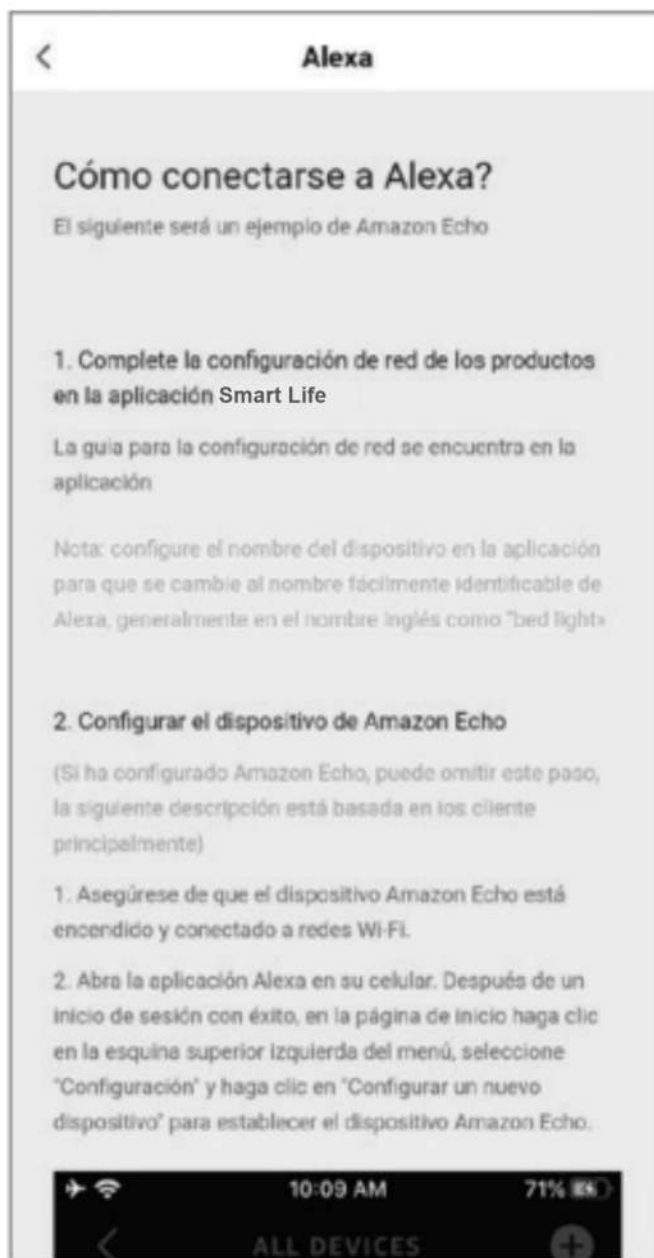 Alexa
Cómo conectarse a Alexa?
El siguiente será un ejemplo de Amazon Echo
1. Complete la configuración de red de los productos
en la aplicación Smart Life
La guia para la configuración de red se encuentra en la
aplicación
Nota: configure el nombre del dispositivo en la aplicación
para que se cambie al nombre fácilmente identificable de
Alexa, generalmente en el nombre inglés como "bed light»
2. Configurar el dispositivo de Amazon Echo
(Si ha configurado Amazon Echo, puede omitir este paso,
la siguiente descripción está basada en ios cliente
principalmente)
1. Asegúrese de que el dispositivo Amazon Echo está
encendido y conectado a redes Wi-Fi.
2. Abra la aplicación Alexa en su celular. Después de un
inicio de sesión con éxito, en la página de inicio haga clic
en la esquina superior izquierda del menú, seleccione
"Configuración" y haga clic en "Configurar un nuevo
dispositivo" para establecer el dispositivo Amazon Echo.
10:09 AM 71%
ALL DEVICES